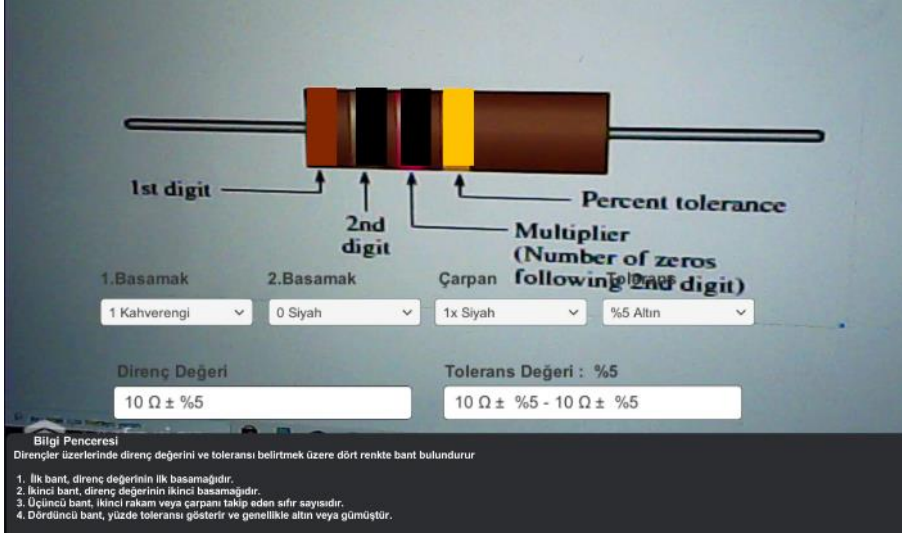 1st digit
2nd
digit
Percent tolerance
Multiplier
(Number of zeros
following 2nd digit)
1.Basamak
2.Basamak
Çarpan
Tolerans
1 Kahverengi
0 Siyah
1x Siyah
%5 Altın
Direnç Değeri
Tolerans Değeri : %5
10 Ω ± %5
10 Ω ± %5 - 10 Ω ± %5
Bilgi Penceresi
Dirençler üzerlerinde direnç değerini ve toleransı belirtmek üzere dört renkte bant bulundurur
1. İlk bant, direnç değerinin ilk basamağıdır.
2. İkinci bant, direnç değerinin ikinci basamağıdır.
3. Üçüncü bant, ikinci rakam veya çarpanı takip eden sıfır sayısıdır.
4. Dördüncü bant, yüzde toleransı gösterir ve genellikle altın veya gümüştür.